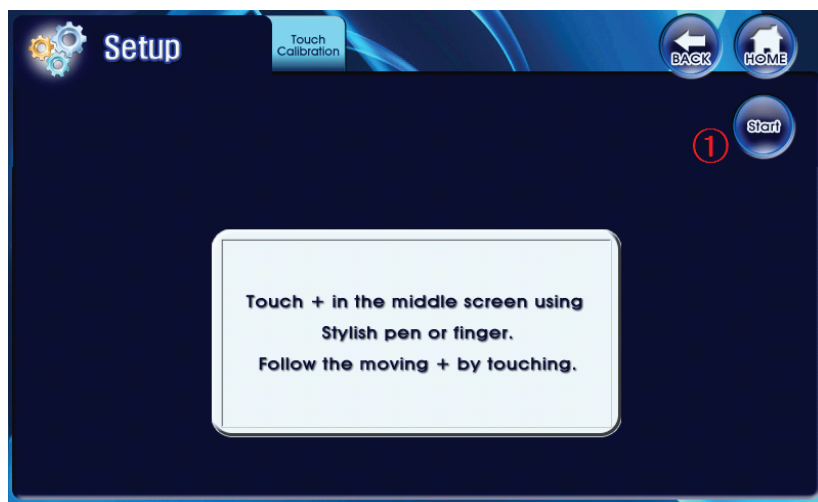 Setup
Touch
Calibration
BACK
HOME
Start
①
Touch + in the middle screen using
Stylish pen or finger.
Follow the moving + by touching.